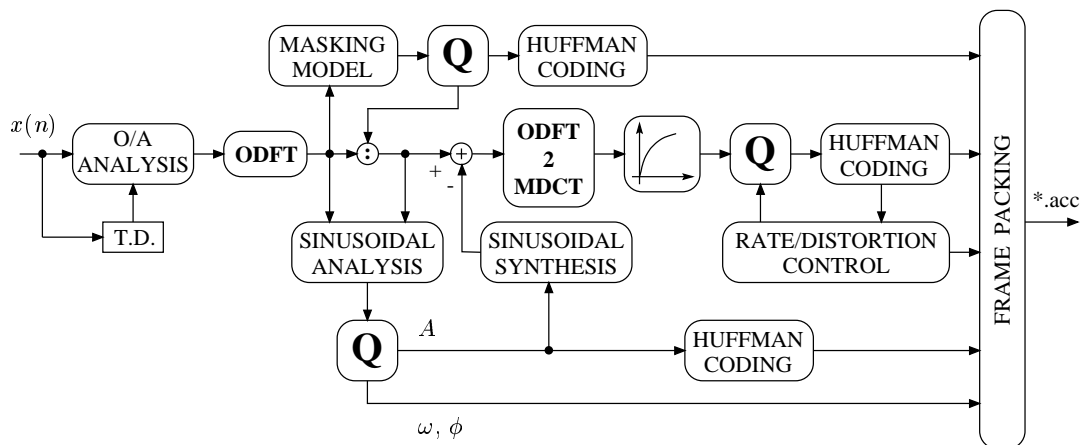 MASKING
MODEL
Q
HUFFMAN
CODING
x(n)
O/A
ANALYSIS
ODFT
:
+
+
-
ODFT
2
MDCT
Q
HUFFMAN
CODING
T.D.
SINUSOIDAL
ANALYSIS
SINUSOIDAL
SYNTHESIS
RATE/DISTORTION
CONTROL
Q
A
HUFFMAN
CODING
ω, ϕ
FRAME PACKING
*.acc